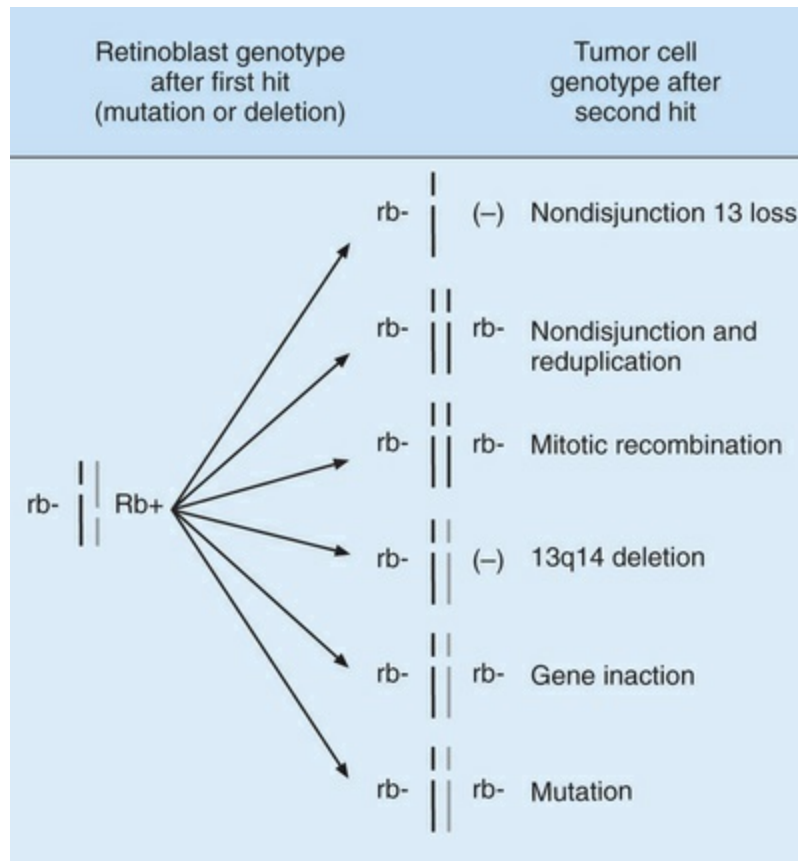 Retinoblast genotype
after first hit
(mutation or deletion)
Tumor cell
genotype after
second hit
rb- (–) Nondisjunction 13 loss
rb- rb- Nondisjunction and
reduplication
rb- rb- Mitotic recombination
rb- Rb+
rb- (–) 13q14 deletion
rb- rb- Gene inaction
rb- rb- Mutation